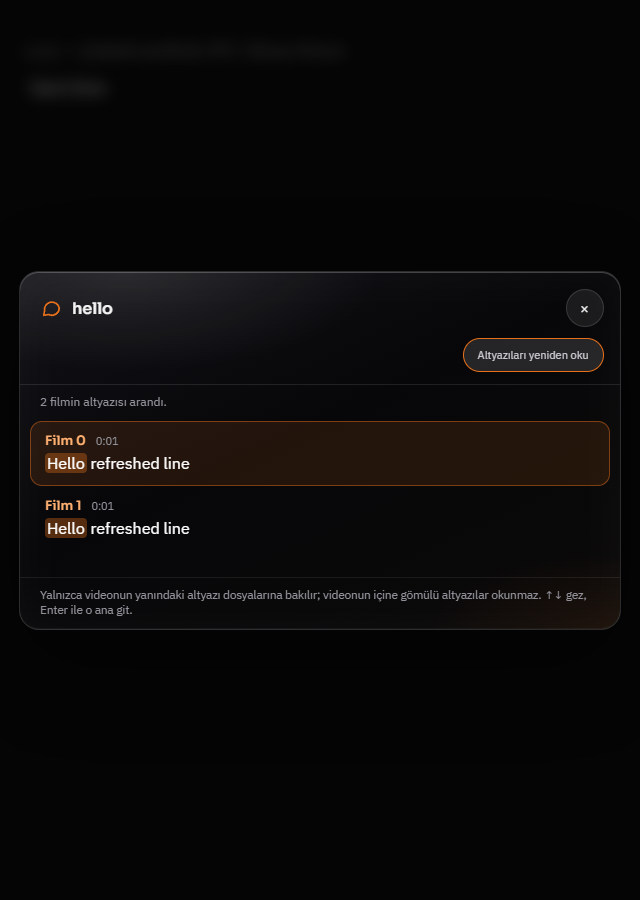 hello
×
Altyazıları yeniden oku
2 filmin altyazısı arandı.
Film 0 0:01
Hello refreshed line
Film 1 0:01
Hello refreshed line
Yalnızca videonun yanındaki altyazı dosyalarına bakılır; videonun içine gömülü altyazılar okunmaz. ↑↓ gez,
Enter ile o ana git.